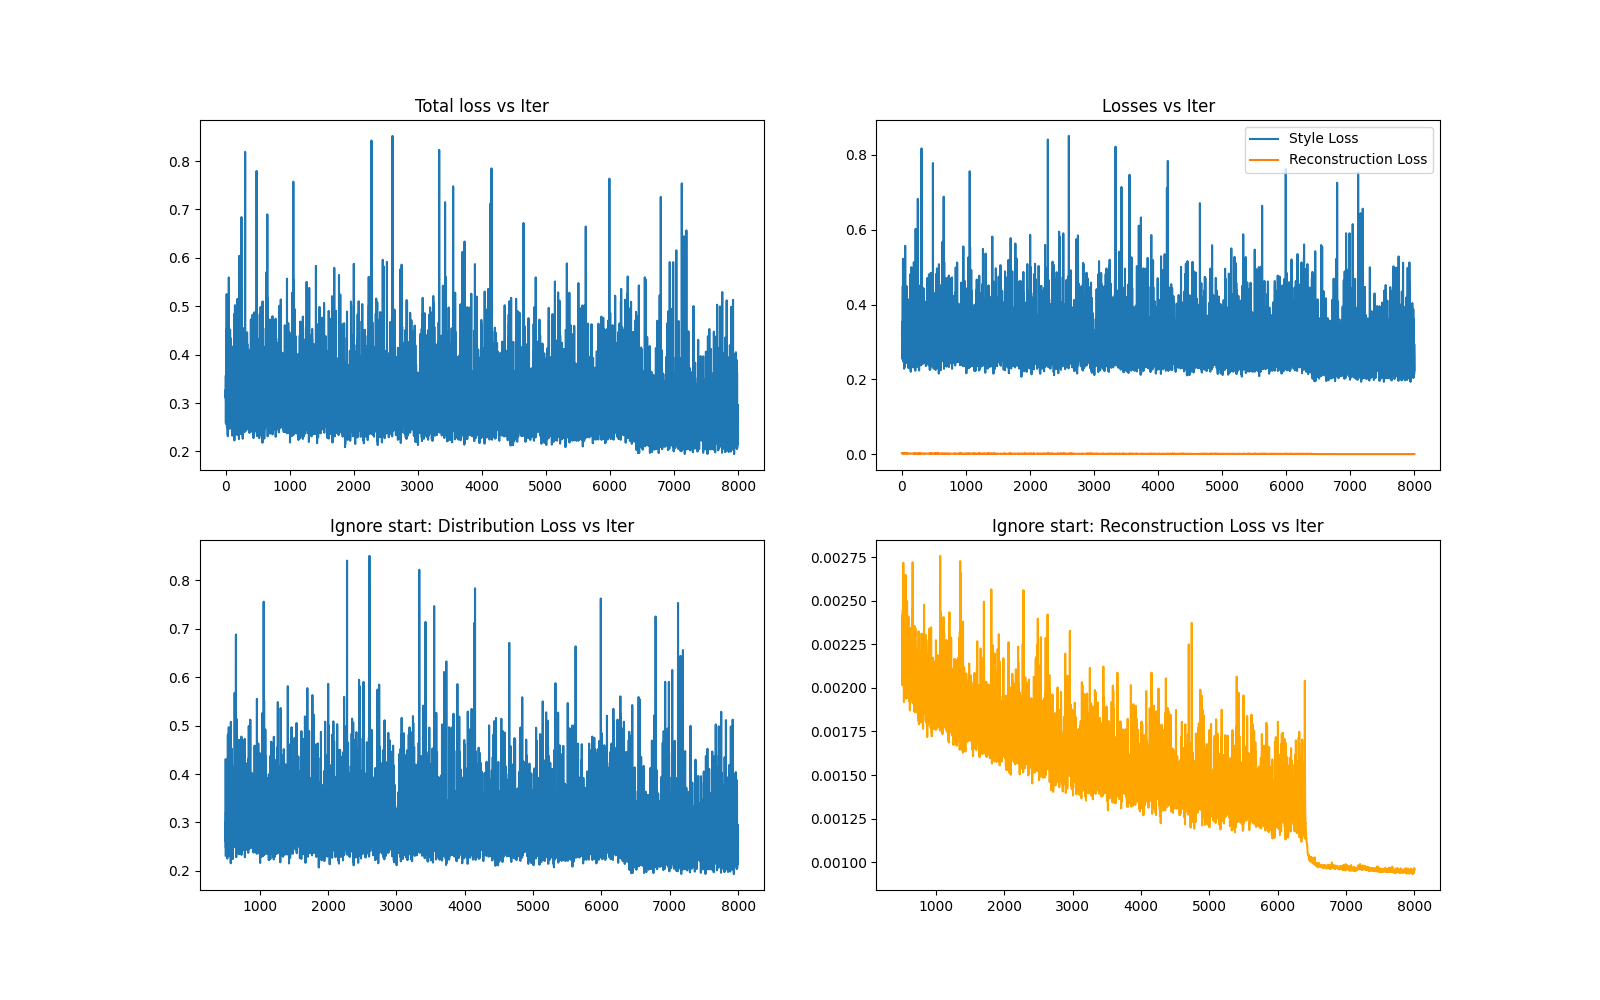 Total loss vs Iter
0.8
0.7
0.6
0.5
0.4
0.3
0.2
0 1000 2000 3000 4000 5000 6000 7000 8000
Losses vs Iter
Style Loss
Reconstruction Loss
0.8
0.6
0.4
0.2
0.0
0 1000 2000 3000 4000 5000 6000 7000 8000
Ignore start: Distribution Loss vs Iter
0.8
0.7
0.6
0.5
0.4
0.3
0.2
1000 2000 3000 4000 5000 6000 7000 8000
Ignore start: Reconstruction Loss vs Iter
0.00275
0.00250
0.00225
0.00200
0.00175
0.00150
0.00125
0.00100
1000 2000 3000 4000 5000 6000 7000 8000